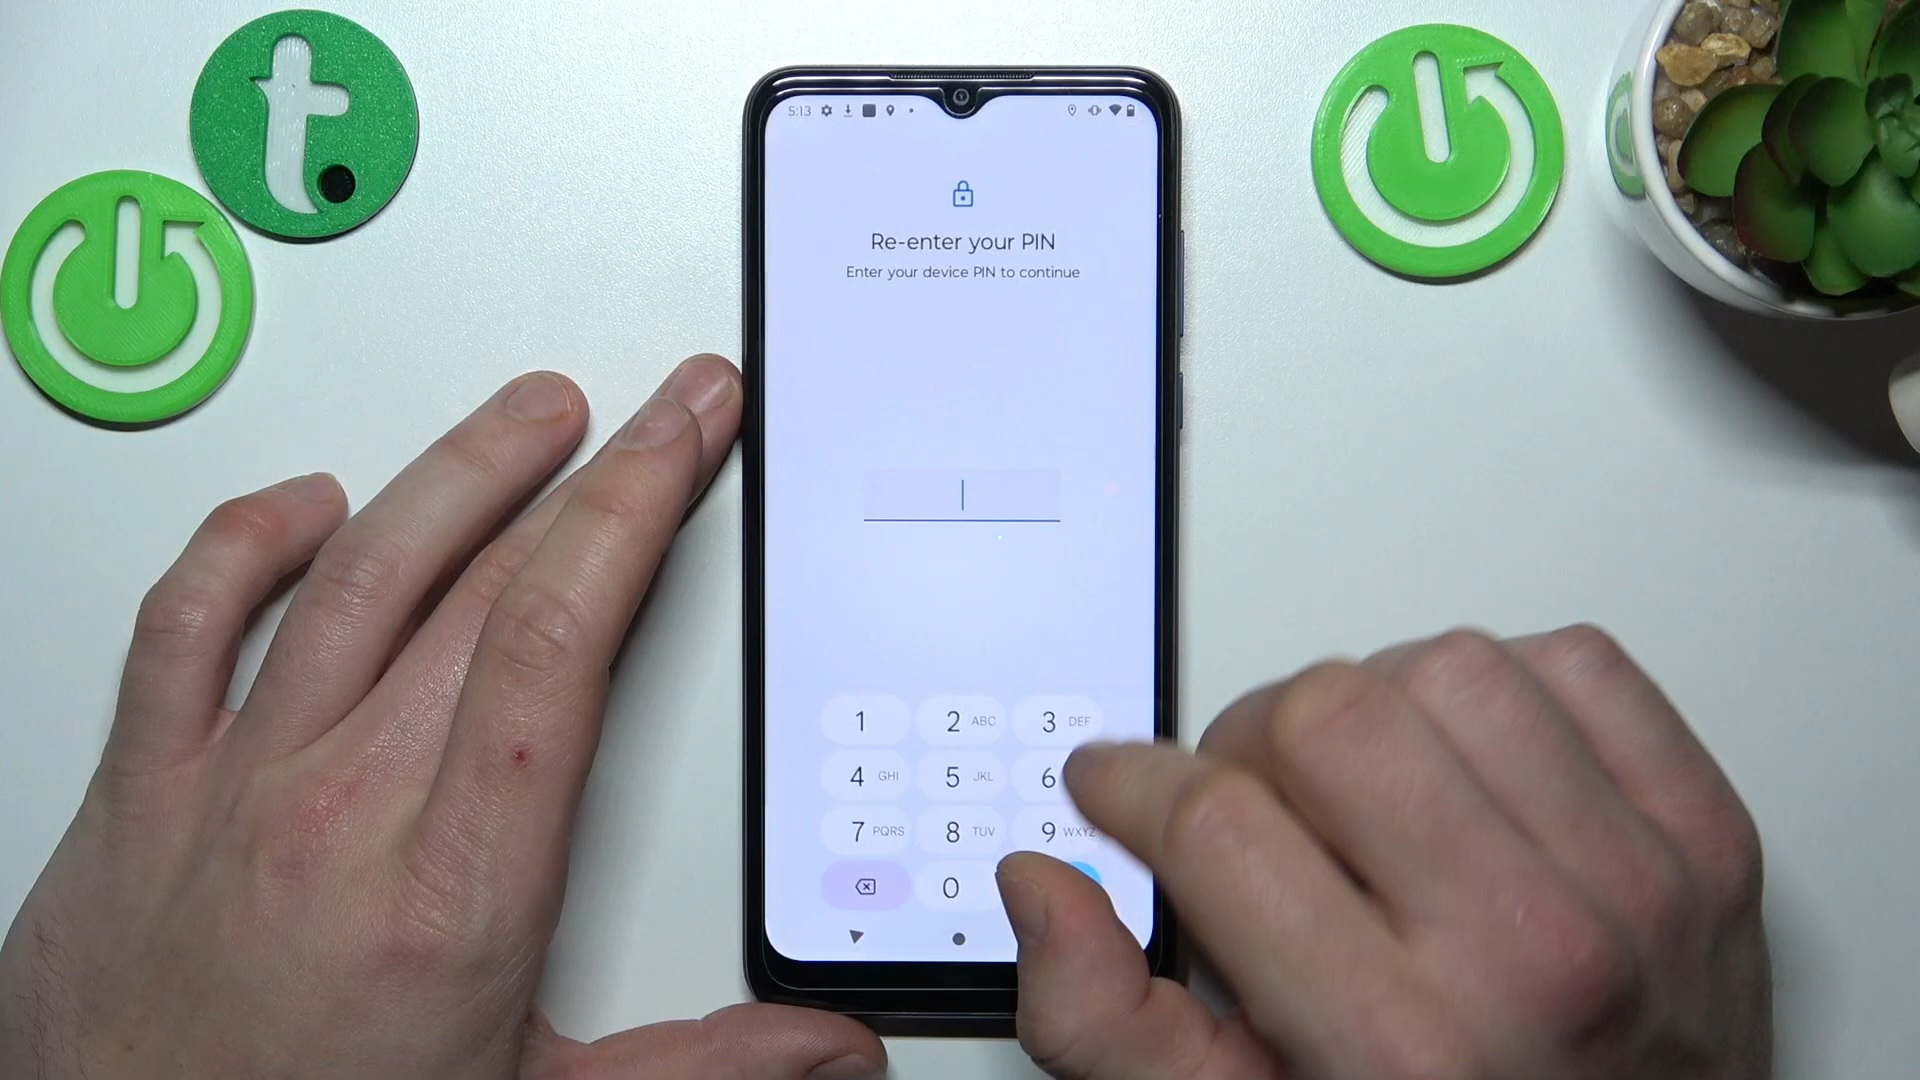 t.
5:13
Re-enter your PIN
Enter your device PIN to continue
1
2 ABC
3 DEF
4 GHI
5 JKL
6
7 PQRS
8 TUV
9 WXYZ
0